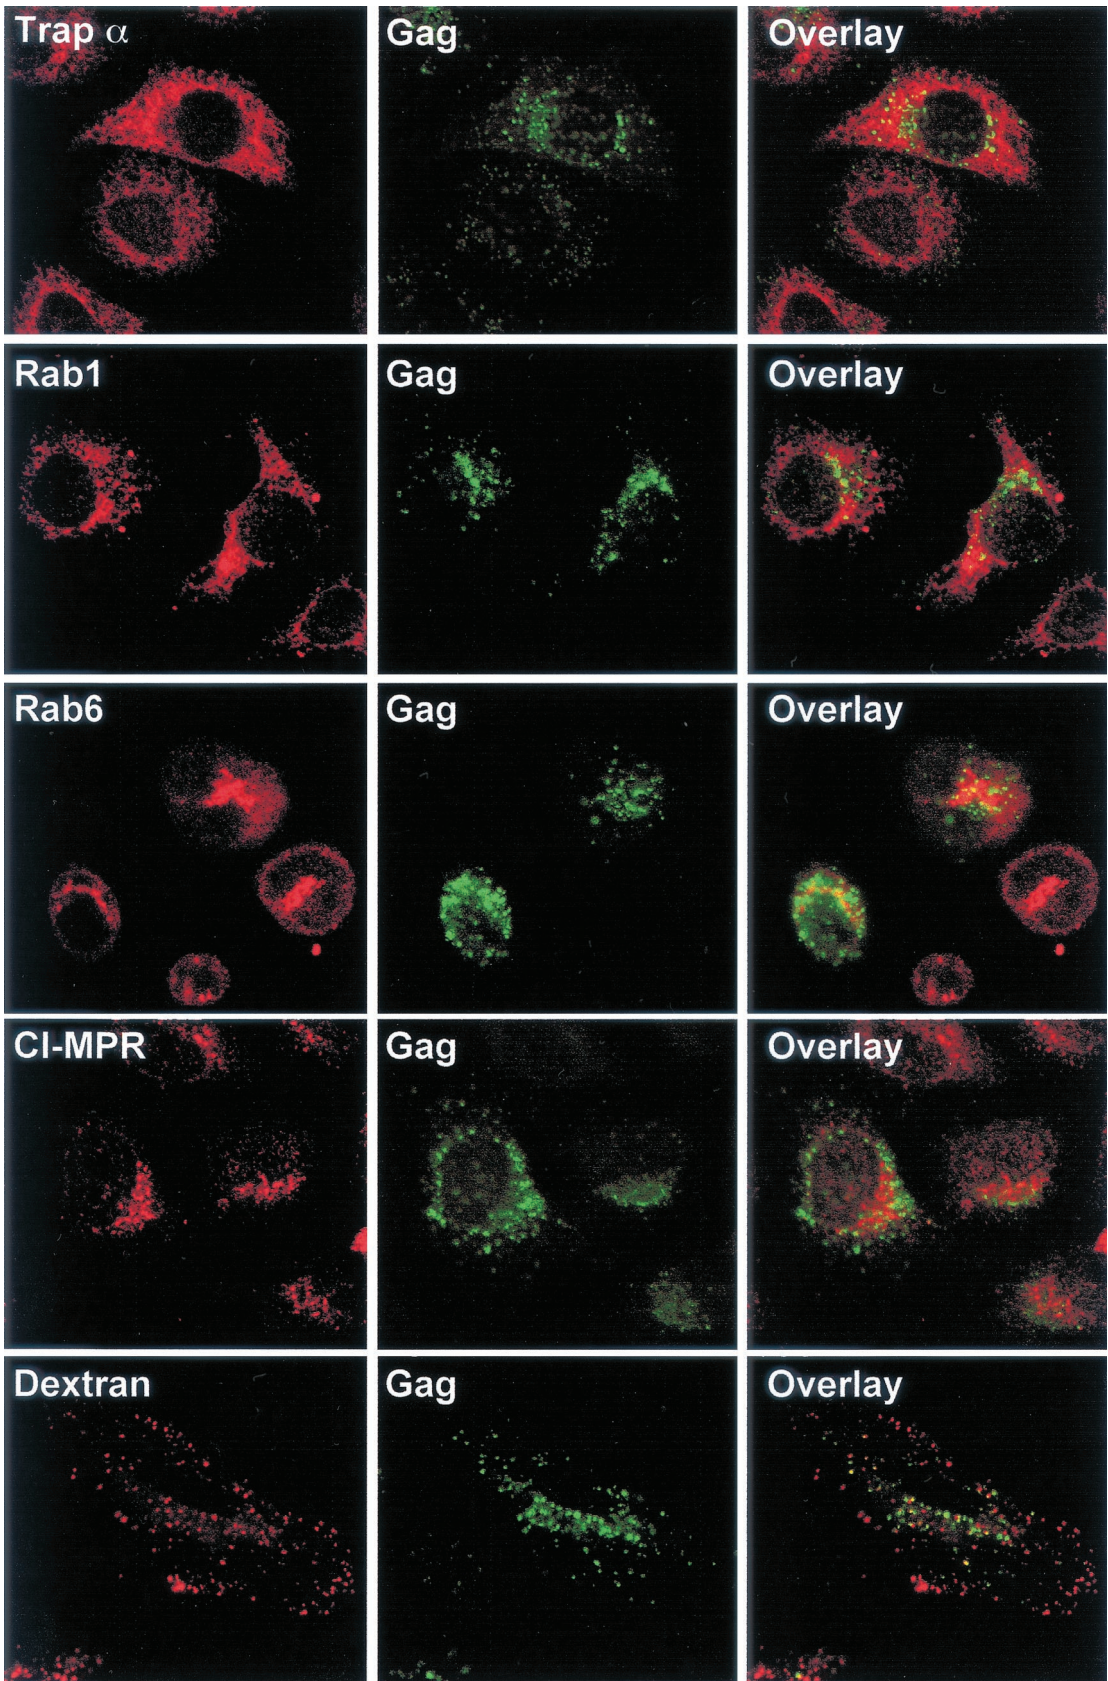 Trap α Gag Overlay
Rab1 Gag Overlay
Rab6 Gag Overlay
CI-MPR Gag Overlay
Dextran Gag Overlay